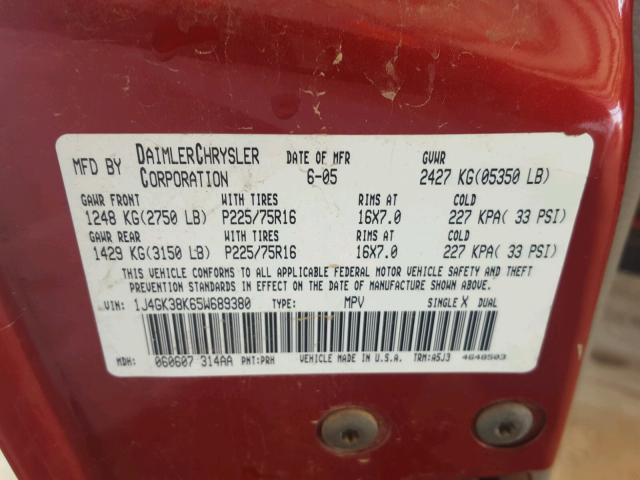 MFD BY DAIMLERCHRYSLER CORPORATION DATE OF MFR 6-05 GVWR 2427 KG(05350 LB)
GAWR FRONT WITH TIRES RIMS AT COLD
1248 KG(2750 LB) P225/75R16 16X7.0 227 KPA( 33 PSI)
GAWR REAR WITH TIRES RIMS AT COLD
1429 KG(3150 LB) P225/75R16 16X7.0 227 KPA( 33 PSI)
THIS VEHICLE CONFORMS TO ALL APPLICABLE FEDERAL MOTOR VEHICLE SAFETY AND THEFT
PREVENTION STANDARDS IN EFFECT ON THE DATE OF MANUFACTURE SHOWN ABOVE.
VIN: 1J4GK38K65W689380 TYPE: MPV SINGLE X DUAL
MDH: 060607 314AA PNT:PRH VEHICLE MADE IN U.S.A. TRM:A5J3 4648503